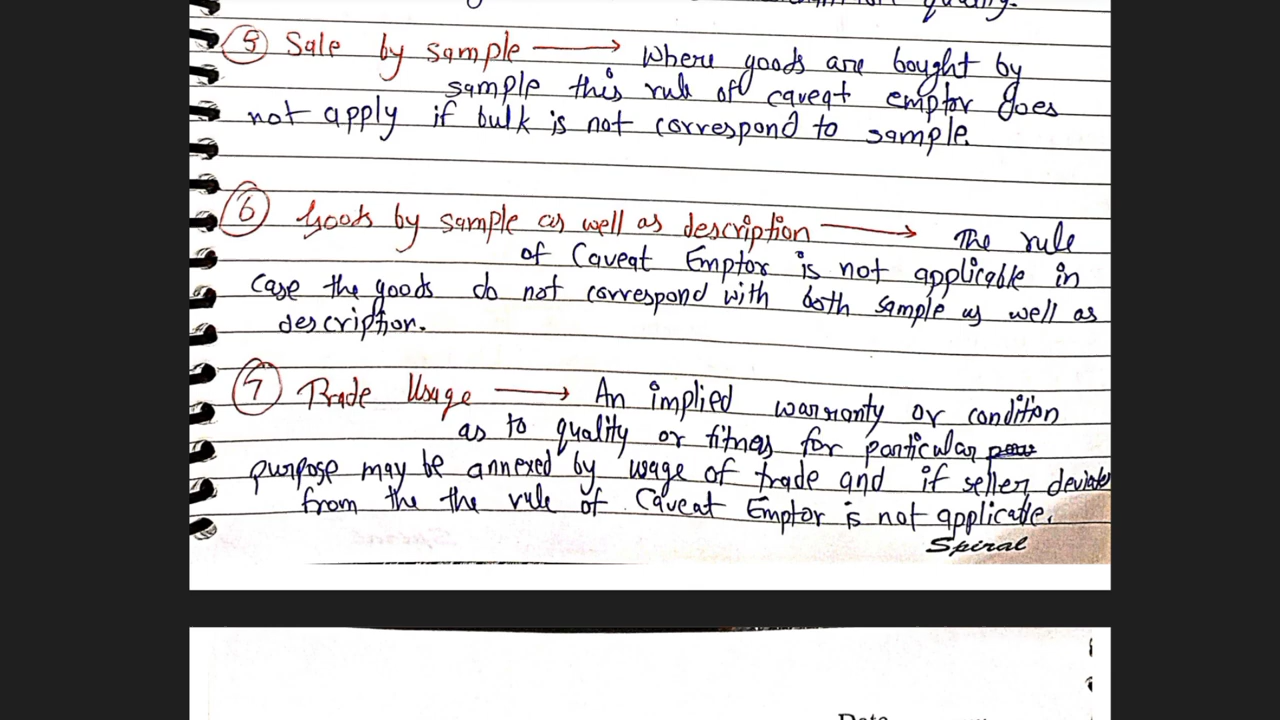 quality.
5 Sale by sample → Where goods are bought by
sample this rule of caveat emptor does
not apply if bulk is not correspond to sample.
6 Goods by sample as well as description → The rule
of Caveat Emptor is not applicable in
case the goods do not correspond with both sample as well as
description.
7 Trade Usage → An implied warranty or condition
as to quality or fitness for particular
purpose may be annexed by usage of trade and if seller deviate
from the the rule of Caveat Emptor is not applicable.
Spiral